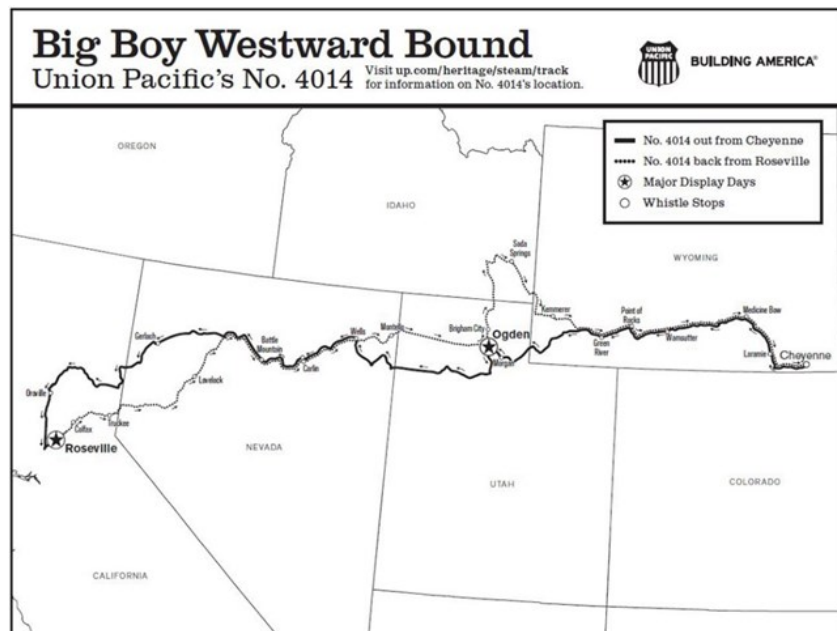 Big Boy Westward Bound
Union Pacific's No. 4014
Visit up.com/heritage/steam/track
for information on No. 4014's location.
UNION
PACIFIC
BUILDING AMERICA®
No. 4014 out from Cheyenne
No. 4014 back from Roseville
Major Display Days
Whistle Stops
OREGON
IDAHO
WYOMING
Soda
Springs
Kemmerer
Point of
Rocks
Medicine Bow
Gerlach
Battle
Mountain
Wells
Montello
Brigham City
Ogden
Green
River
Wamsutter
Carlin
Morgan
Laramie
Cheyenne
Lovelock
Oroville
Colfax
Truckee
Roseville
NEVADA
UTAH
COLORADO
CALIFORNIA